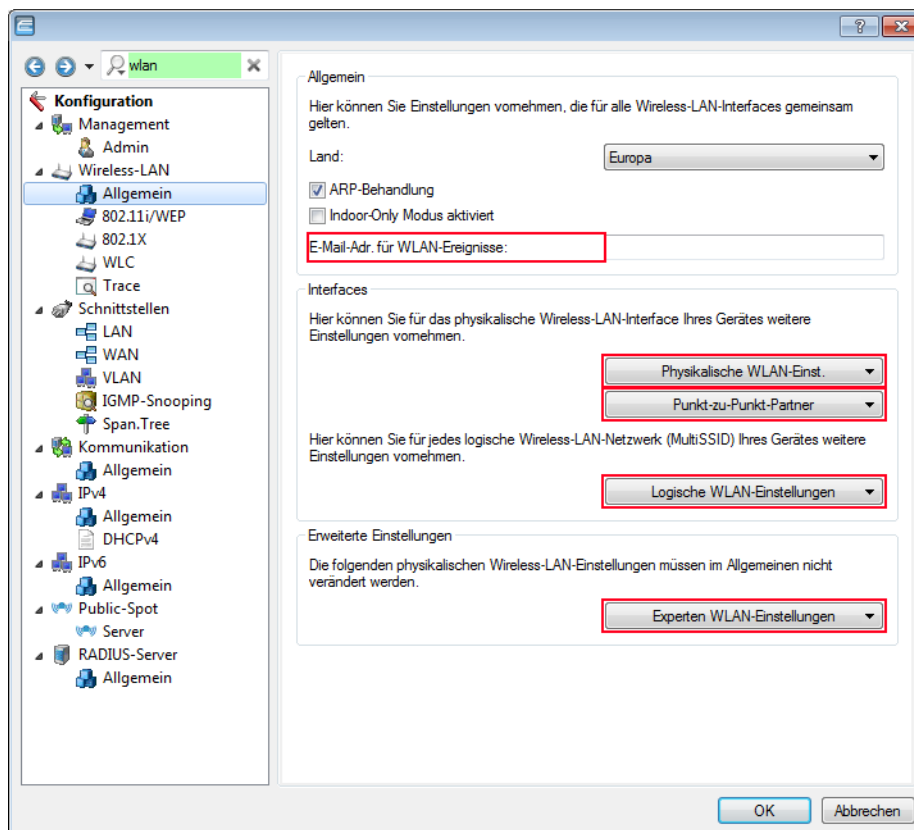 wlan
Konfiguration
Management
Admin
Wireless-LAN
Allgemein
802.11i/WEP
802.1X
WLC
Trace
Schnittstellen
LAN
WAN
VLAN
IGMP-Snooping
Span.Tree
Kommunikation
Allgemein
IPv4
Allgemein
DHCPv4
IPv6
Allgemein
Public-Spot
Server
RADIUS-Server
Allgemein
Allgemein
Hier können Sie Einstellungen vornehmen, die für alle Wireless-LAN-Interfaces gemeinsam
gelten.
Land:
Europa
ARP-Behandlung
Indoor-Only Modus aktiviert
E-Mail-Adr. für WLAN-Ereignisse:
Interfaces
Hier können Sie für das physikalische Wireless-LAN-Interface Ihres Gerätes weitere
Einstellungen vornehmen.
Physikalische WLAN-Einst.
Punkt-zu-Punkt-Partner
Hier können Sie für jedes logische Wireless-LAN-Netzwerk (MultiSSID) Ihres Gerätes weitere
Einstellungen vornehmen.
Logische WLAN-Einstellungen
Erweiterte Einstellungen
Die folgenden physikalischen Wireless-LAN-Einstellungen müssen im Allgemeinen nicht
verändert werden.
Experten WLAN-Einstellungen
OK
Abbrechen